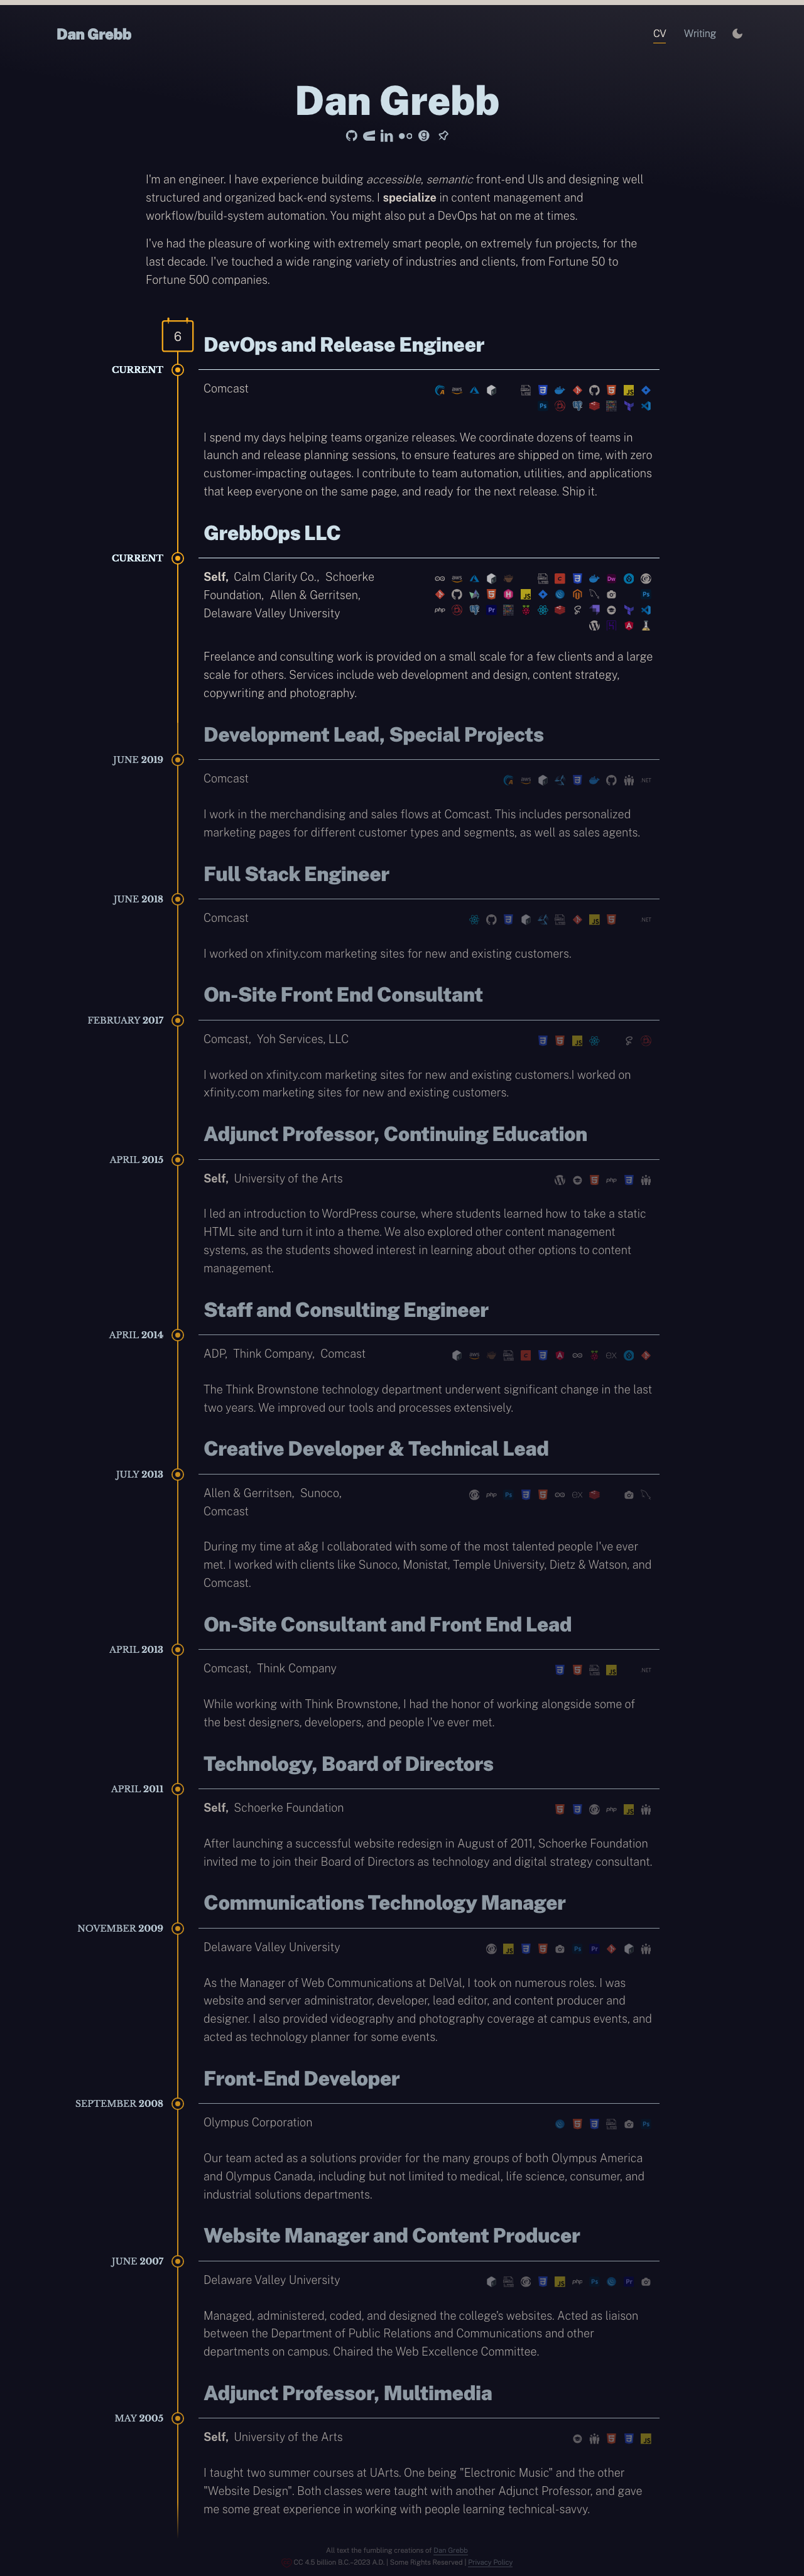 Dan Grebb
CV Writing
Dan Grebb
I'm an engineer. I have experience building accessible, semantic front-end UIs and designing well
structured and organized back-end systems. I specialize in content management and
workflow/build-system automation. You might also put a DevOps hat on me at times.
I've had the pleasure of working with extremely smart people, on extremely fun projects, for the
last decade. I've touched a wide ranging variety of industries and clients, from Fortune 50 to
Fortune 500 companies.
6
DevOps and Release Engineer
CURRENT
Comcast
I spend my days helping teams organize releases. We coordinate dozens of teams in
launch and release planning sessions, to ensure features are shipped on time, with zero
customer-impacting outages. I contribute to team automation, utilities, and applications
that keep everyone on the same page, and ready for the next release. Ship it.
GrebbOps LLC
CURRENT
Self, Calm Clarity Co., Schoerke
Foundation, Allen & Gerritsen,
Delaware Valley University
Freelance and consulting work is provided on a small scale for a few clients and a large
scale for others. Services include web development and design, content strategy,
copywriting and photography.
Development Lead, Special Projects
JUNE 2019
Comcast
I work in the merchandising and sales flows at Comcast. This includes personalized
marketing pages for different customer types and segments, as well as sales agents.
Full Stack Engineer
JUNE 2018
Comcast
I worked on xfinity.com marketing sites for new and existing customers.
On-Site Front End Consultant
FEBRUARY 2017
Comcast, Yoh Services, LLC
I worked on xfinity.com marketing sites for new and existing customers.I worked on
xfinity.com marketing sites for new and existing customers.
Adjunct Professor, Continuing Education
APRIL 2015
Self, University of the Arts
I led an introduction to WordPress course, where students learned how to take a static
HTML site and turn it into a theme. We also explored other content management
systems, as the students showed interest in learning about other options to content
management.
Staff and Consulting Engineer
APRIL 2014
ADP, Think Company, Comcast
The Think Brownstone technology department underwent significant change in the last
two years. We improved our tools and processes extensively.
Creative Developer & Technical Lead
JULY 2013
Allen & Gerritsen, Sunoco,
Comcast
During my time at a&g I collaborated with some of the most talented people I've ever
met. I worked with clients like Sunoco, Monistat, Temple University, Dietz & Watson, and
Comcast.
On-Site Consultant and Front End Lead
APRIL 2013
Comcast, Think Company
While working with Think Brownstone, I had the honor of working alongside some of
the best designers, developers, and people I've ever met.
Technology, Board of Directors
APRIL 2011
Self, Schoerke Foundation
After launching a successful website redesign in August of 2011, Schoerke Foundation
invited me to join their Board of Directors as technology and digital strategy consultant.
Communications Technology Manager
NOVEMBER 2009
Delaware Valley University
As the Manager of Web Communications at DelVal, I took on numerous roles. I was
website and server administrator, developer, lead editor, and content producer and
designer. I also provided videography and photography coverage at campus events, and
acted as technology planner for some events.
Front-End Developer
SEPTEMBER 2008
Olympus Corporation
Our team acted as a solutions provider for the many groups of both Olympus America
and Olympus Canada, including but not limited to medical, life science, consumer, and
industrial solutions departments.
Website Manager and Content Producer
JUNE 2007
Delaware Valley University
Managed, administered, coded, and designed the college's websites. Acted as liaison
between the Department of Public Relations and Communications and other
departments on campus. Chaired the Web Excellence Committee.
Adjunct Professor, Multimedia
MAY 2005
Self, University of the Arts
I taught two summer courses at UArts. One being "Electronic Music" and the other
"Website Design". Both classes were taught with another Adjunct Professor, and gave
me some great experience in working with people learning technical-savvy.
All text the fumbling creations of Dan Grebb
CC 4.5 billion B.C.–2023 A.D. | Some Rights Reserved | Privacy Policy